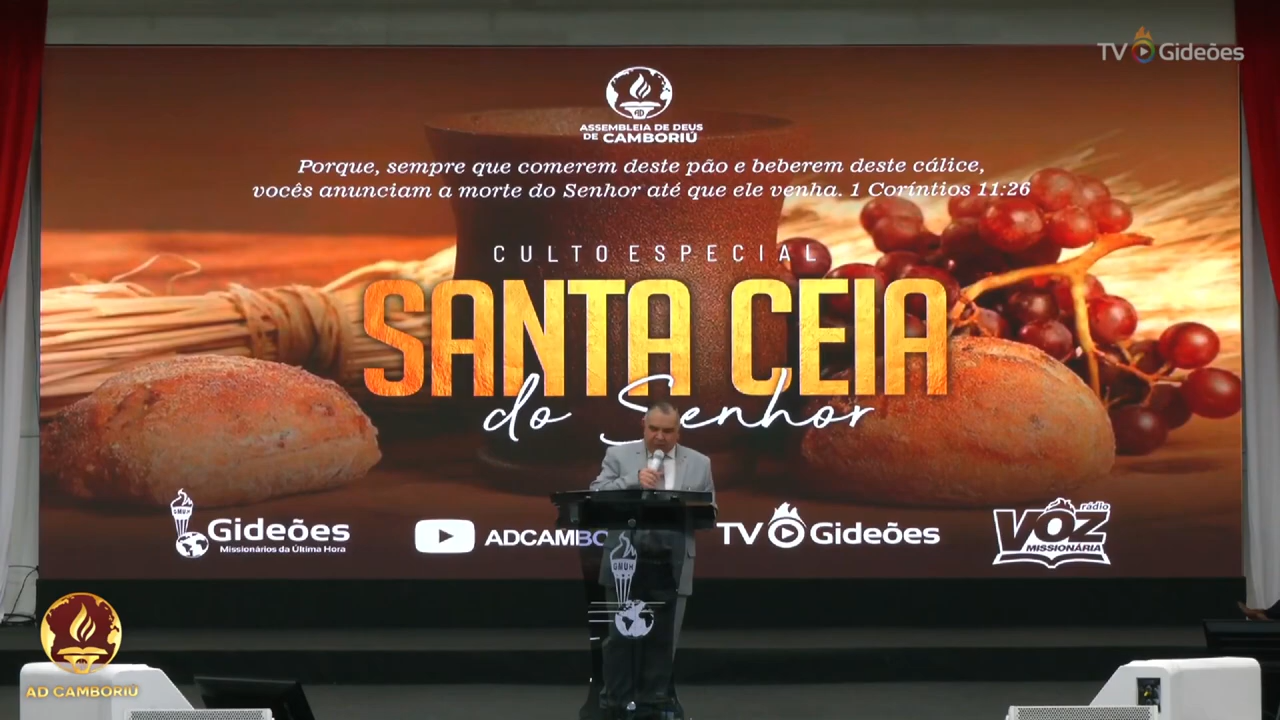 TV Gideões
AD
ASSEMBLEIA DE DEUS
DE CAMBORIÚ
Porque, sempre que comerem deste pão e beberem deste cálice,
vocês anunciam a morte do Senhor até que ele venha. 1 Coríntios 11:26
CULTO ESPECIAL
SANTA CEIA
do Senhor
GMUH
Gideões
Missionários da Última Hora
ADCAMBO
TV Gideões
rádio
VOZ
MISSIONÁRIA
GMUH
AD CAMBORIÚ